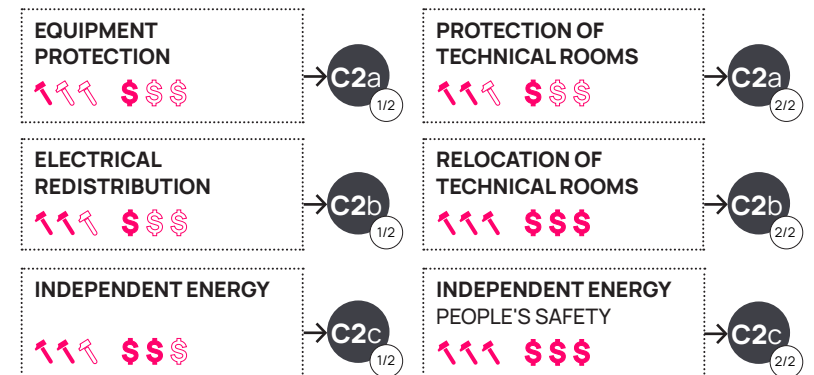 EQUIPMENT
PROTECTION
$$$
C2a
1/2
PROTECTION OF
TECHNICAL ROOMS
$$$
C2a
2/2
ELECTRICAL
REDISTRIBUTION
$$$
C2b
1/2
RELOCATION OF
TECHNICAL ROOMS
$$$
C2b
2/2
INDEPENDENT ENERGY
$$$
C2c
1/2
INDEPENDENT ENERGY
PEOPLE'S SAFETY
$$$
C2c
2/2